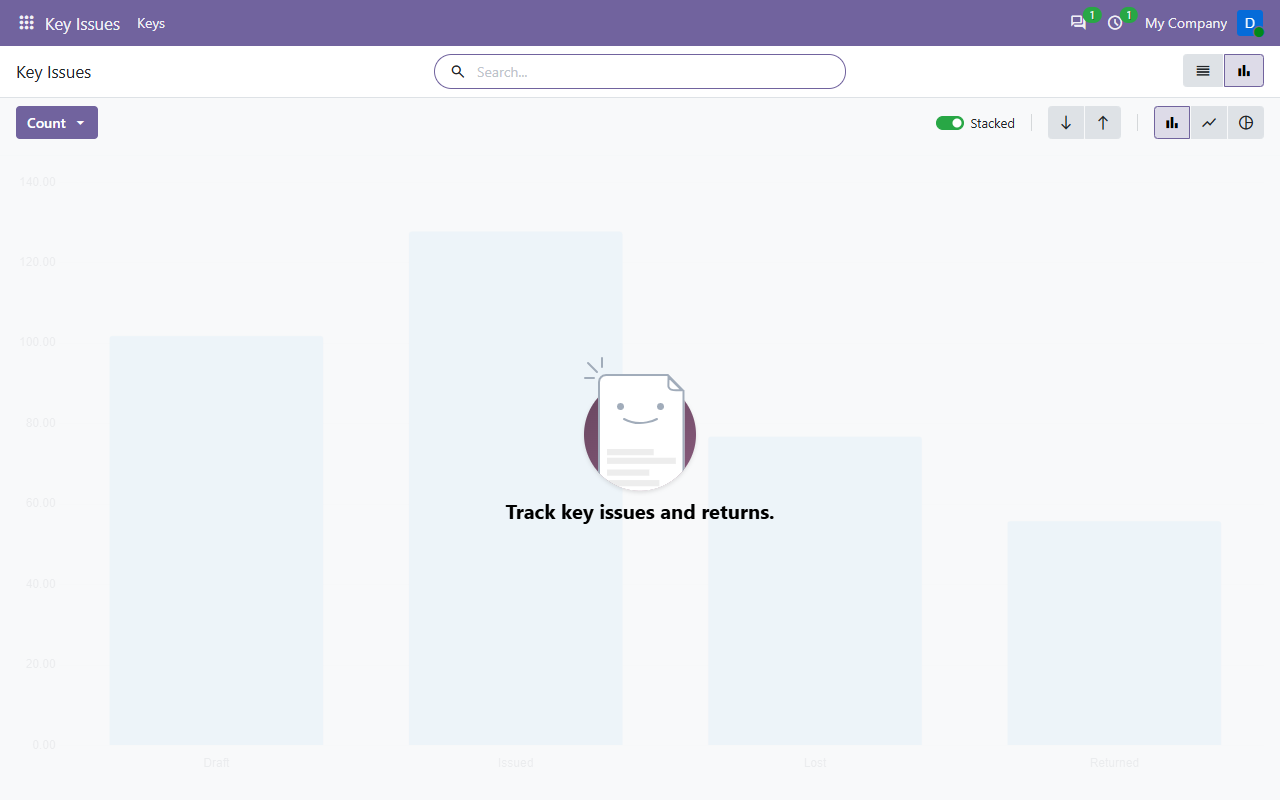 Key Issues Keys 1 1 My Company D
Key Issues Search...
Count Stacked
140.00
120.00
100.00
80.00
60.00
40.00
20.00
0.00
Track key issues and returns.
Draft Issued Lost Returned